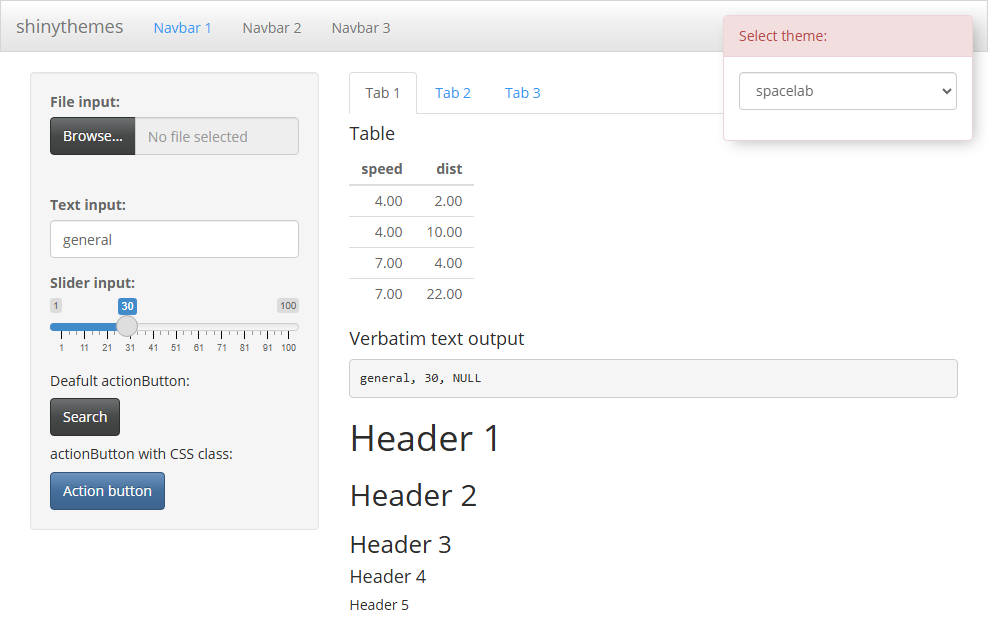 shinythemes Navbar 1 Navbar 2 Navbar 3
Select theme:
spacelab
File input:
Browse... No file selected
Text input:
general
Slider input:
1 30 100
1 11 21 31 41 51 61 71 81 91 100
Deafult actionButton:
Search
actionButton with CSS class:
Action button
Tab 1 Tab 2 Tab 3
Table
speed dist
4.00 2.00
4.00 10.00
7.00 4.00
7.00 22.00
Verbatim text output
general, 30, NULL
Header 1
Header 2
Header 3
Header 4
Header 5